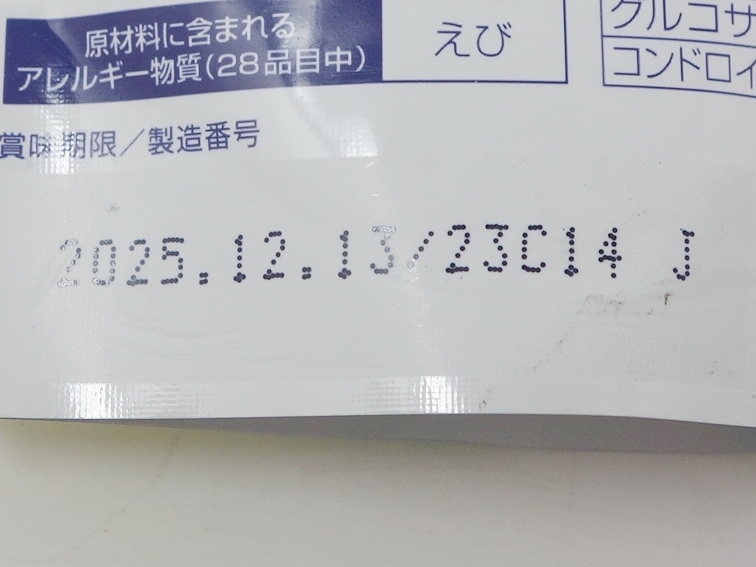 原材料に含まれる
アレルギー物質(28品目中)
えび
グルコサ
コンドロイ
賞味期限/製造番号
2025.12.13/23C14 J